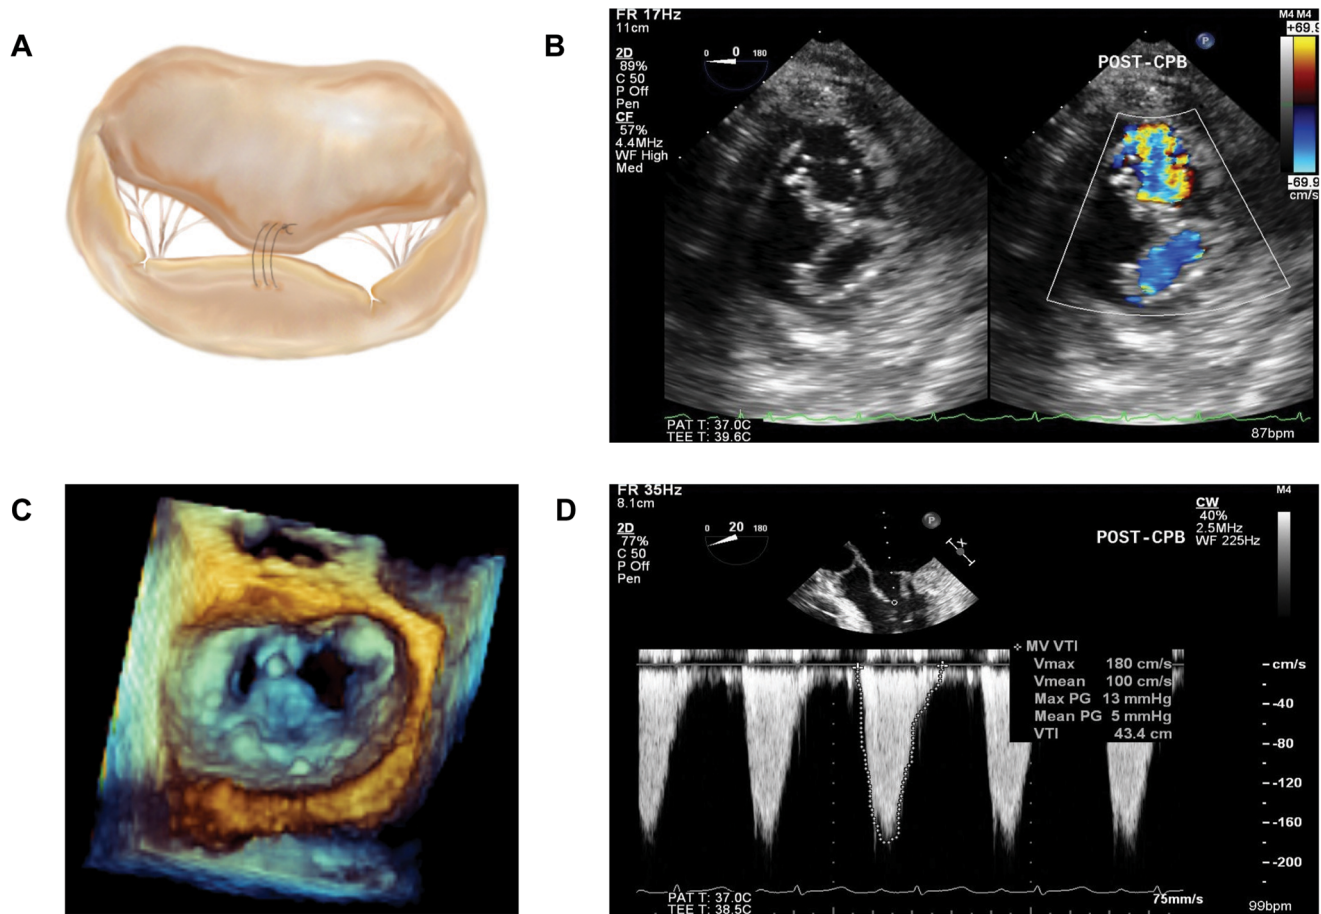 A
B
FR 17Hz
11cm
2D
89%
C 50
P Off
Pen
CF
57%
4.4MHz
WF High
Med
0 0 180
P
POST-CPB
M4 M4
+69.9
-69.9
cm/s
PAT T: 37.0C
TEE T: 39.6C
87bpm
C
D
FR 35Hz
8.1cm
2D
77%
C 50
P Off
Pen
0 20 180
P
X
POST-CPB
CW
40%
2.5MHz
WF 225Hz
M4
MV VTI
Vmax 180 cm/s
Vmean 100 cm/s
Max PG 13 mmHg
Mean PG 5 mmHg
VTI 43.4 cm
cm/s
-40
-80
-120
-160
-200
PAT T: 37.0C
TEE T: 38.5C
75mm/s
99bpm